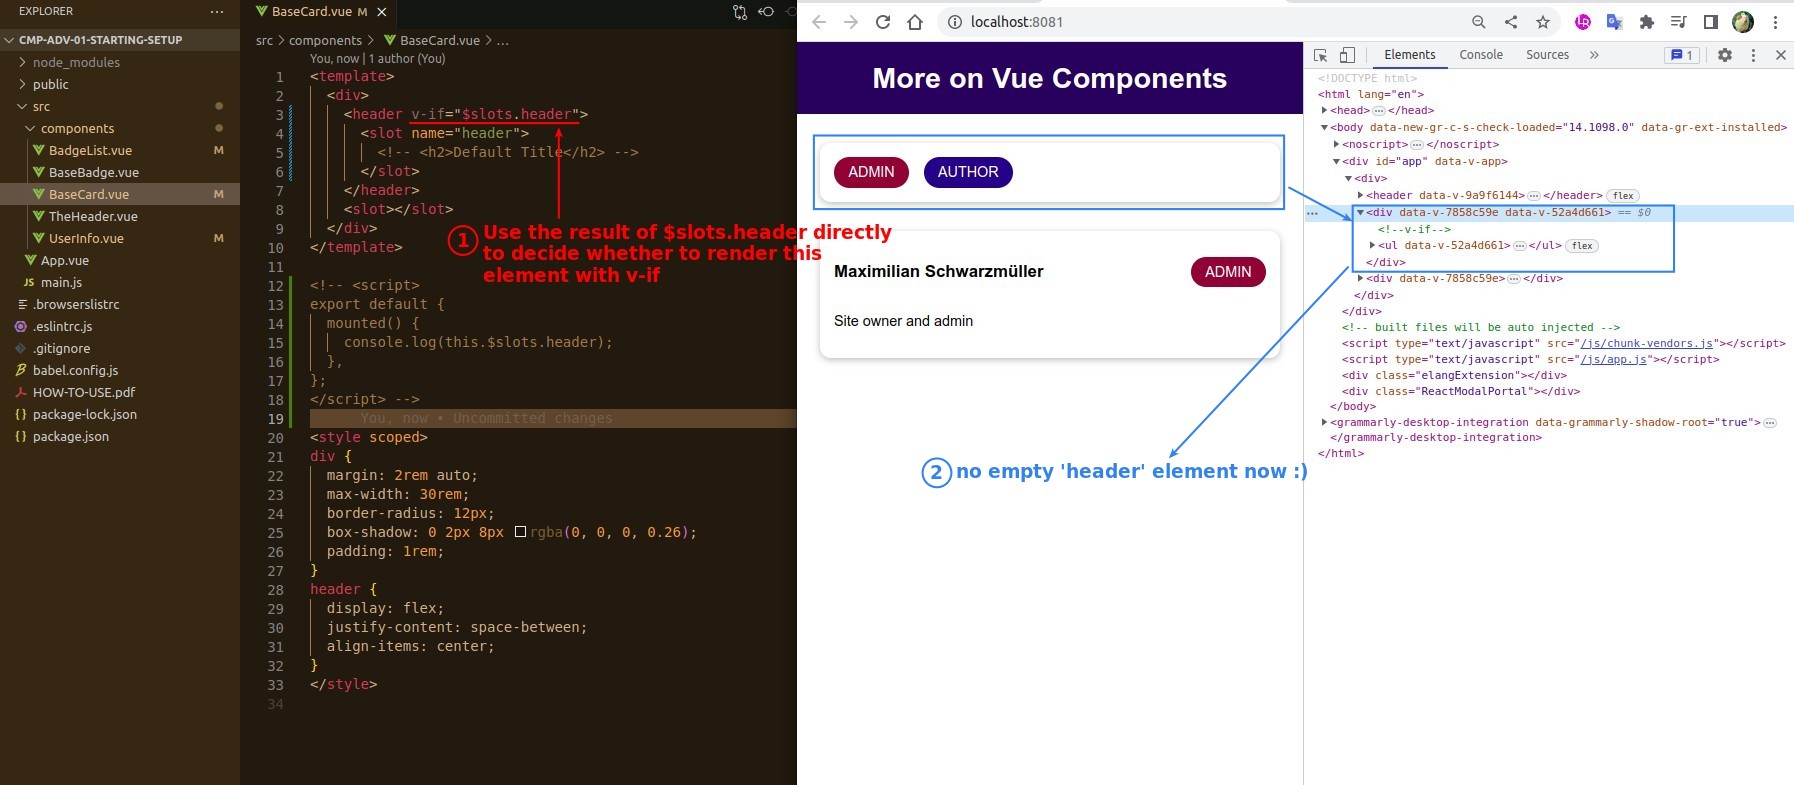 EXPLORER
CMP-ADV-01-STARTING-SETUP
node_modules
public
src
components
BadgeList.vue M
BaseBadge.vue
BaseCard.vue M
TheHeader.vue
UserInfo.vue M
App.vue
JS main.js
.browserslistrc
.eslintrc.js
.gitignore
babel.config.js
HOW-TO-USE.pdf
{} package-lock.json
{} package.json
BaseCard.vue M
src > components > BaseCard.vue > ...
You, now | 1 author (You)
1 <template>
2 <div>
3 <header v-if="$slots.header">
4 <slot name="header">
5 <!-- <h2>Default Title</h2> -->
6 </slot>
7 </header>
8 <slot></slot>
9 </div>
10 </template>
11
12 <!-- <script>
13 export default {
14 mounted() {
15 console.log(this.$slots.header);
16 },
17 };
18 </script> -->
19 You, now • Uncommitted changes
20 <style scoped>
21 div {
22 margin: 2rem auto;
23 max-width: 30rem;
24 border-radius: 12px;
25 box-shadow: 0 2px 8px rgba(0, 0, 0, 0.26);
26 padding: 1rem;
27 }
28 header {
29 display: flex;
30 justify-content: space-between;
31 align-items: center;
32 }
33 </style>
34
1 Use the result of $slots.header directly
to decide whether to render this
element with v-if
localhost:8081
More on Vue Components
ADMIN AUTHOR
Maximilian Schwarzmüller ADMIN
Site owner and admin
2 no empty 'header' element now :)
Elements Console Sources » 1
<!DOCTYPE html>
<html lang="en">
<head> </head>
<body data-new-gr-c-s-check-loaded="14.1098.0" data-gr-ext-installed>
<noscript> </noscript>
<div id="app" data-v-app>
<div>
<header data-v-9a9f6144> </header> flex
<div data-v-7858c59e data-v-52a4d661> == $0
<!--v-if-->
<ul data-v-52a4d661> </ul> flex
</div>
<div data-v-7858c59e> </div>
</div>
</div>
<!-- built files will be auto injected -->
<script type="text/javascript" src="/js/chunk-vendors.js"></script>
<script type="text/javascript" src="/js/app.js"></script>
<div class="elangExtension"></div>
<div class="ReactModalPortal"></div>
</body>
<grammarly-desktop-integration data-grammarly-shadow-root="true">
</grammarly-desktop-integration>
</html>